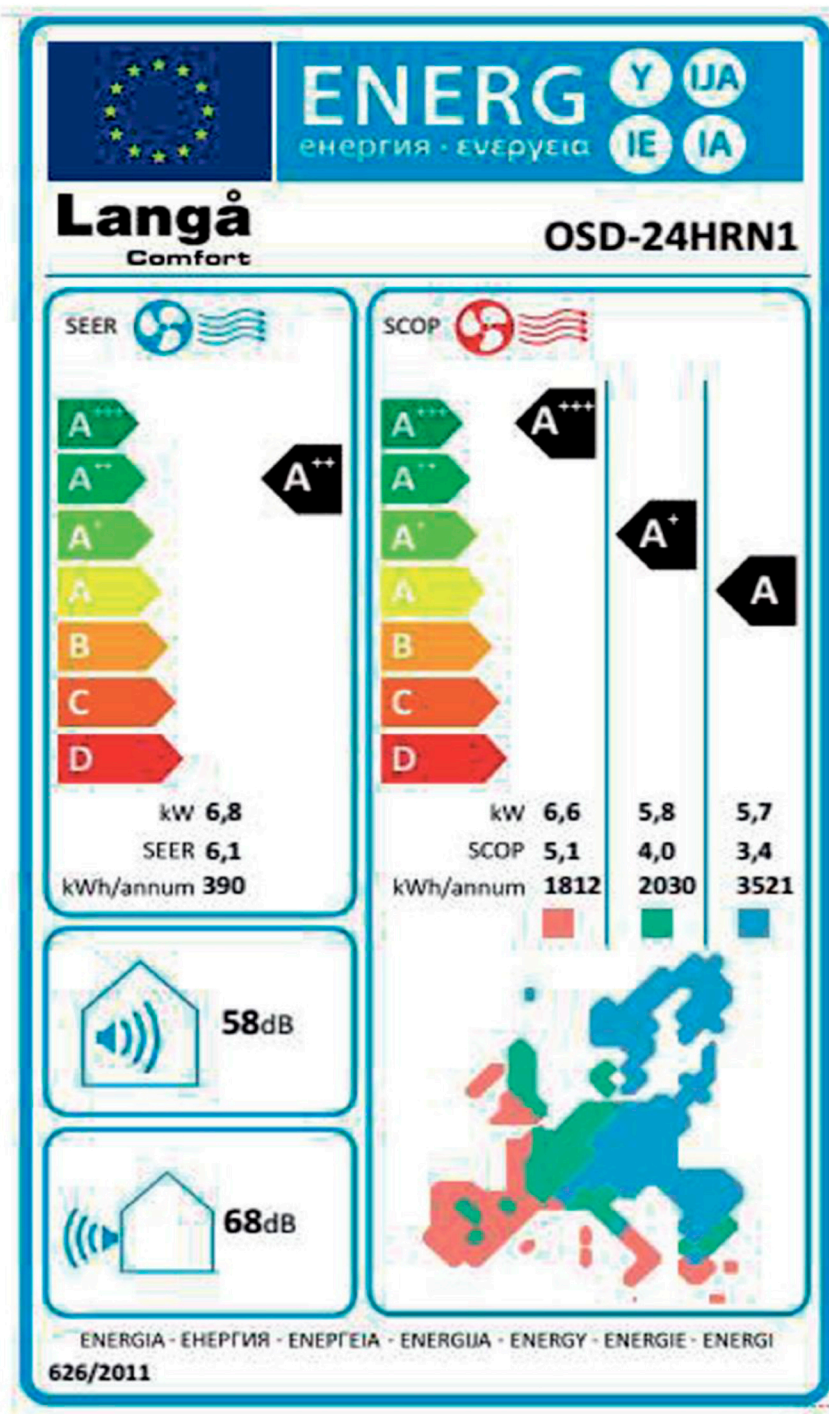 ENERG
енергия · ενεργεια
Y IJA
IE IA
Langå
Comfort
OSD-24HRN1
SEER
A+++
A++
A+
A
B
C
D
A++
kW 6,8
SEER 6,1
kWh/annum 390
SCOP
A+++
A++
A+
A
B
C
D
A+++
A+
A
kW 6,6 5,8 5,7
SCOP 5,1 4,0 3,4
kWh/annum 1812 2030 3521
58dB
68dB
ENERGIA - ЕНЕРГИЯ - ΕΝΕΡΓΕΙΑ - ENERGIJA - ENERGY - ENERGIE - ENERGI
626/2011